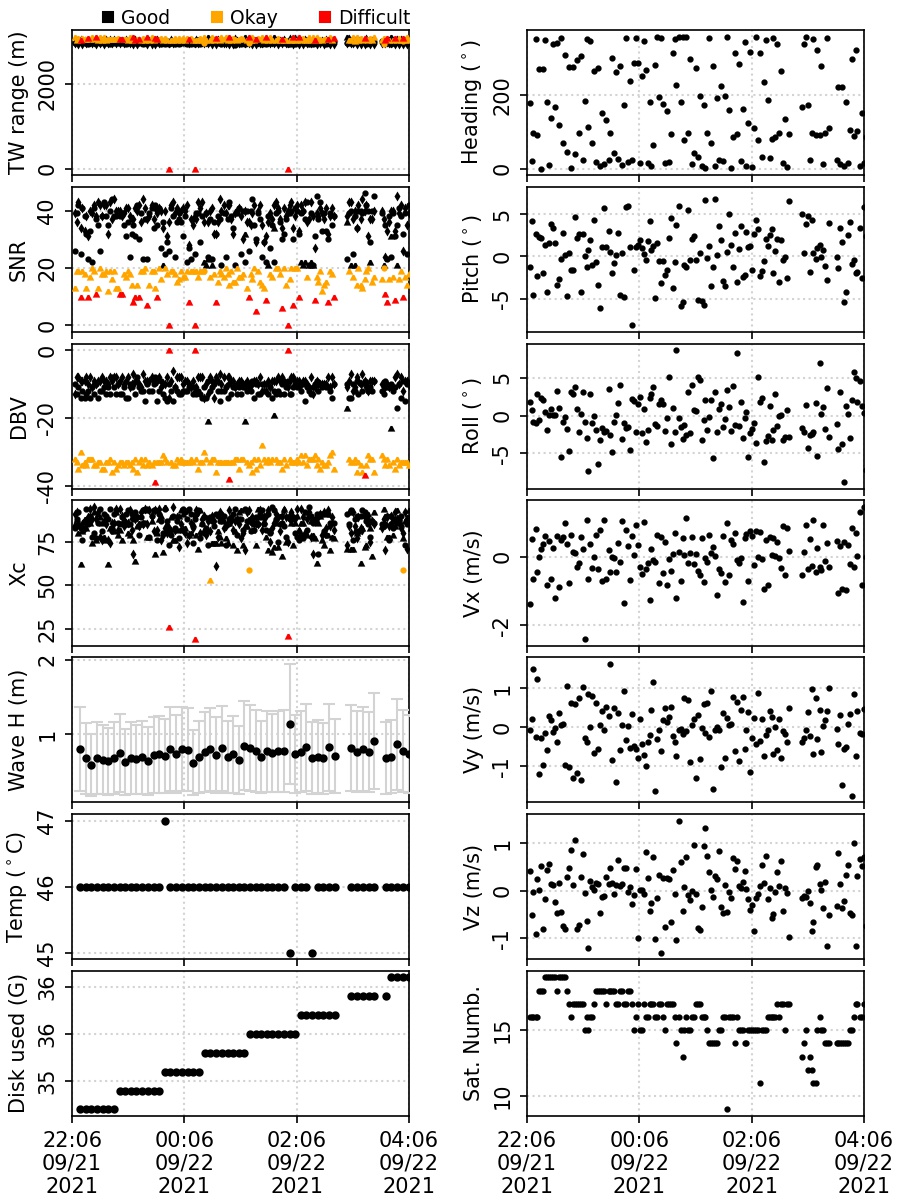 Good Okay Difficult
TW range (m)
2000
0
Heading (°)
200
0
SNR
40
20
0
Pitch (°)
5
0
-5
DBV
0
-20
-40
Roll (°)
5
0
-5
Xc
75
50
25
Vx (m/s)
0
-2
Wave H (m)
2
1
Vy (m/s)
1
0
-1
Temp (°C)
47
46
45
Vz (m/s)
1
0
-1
Disk used (G)
36
36
35
Sat. Numb.
15
10
22:06 00:06 02:06 04:06 22:06 00:06 02:06 04:06
09/21 09/22 09/22 09/22 09/21 09/22 09/22 09/22
2021 2021 2021 2021 2021 2021 2021 2021